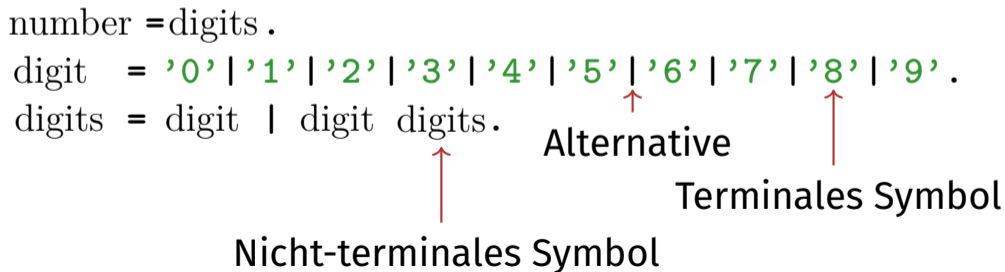 number =digits.
digit = ’0’|’1’|’2’|’3’|’4’|’5’|’6’|’7’|’8’|’9’.
digits = digit | digit digits.
Alternative
Terminales Symbol
Nicht-terminales Symbol